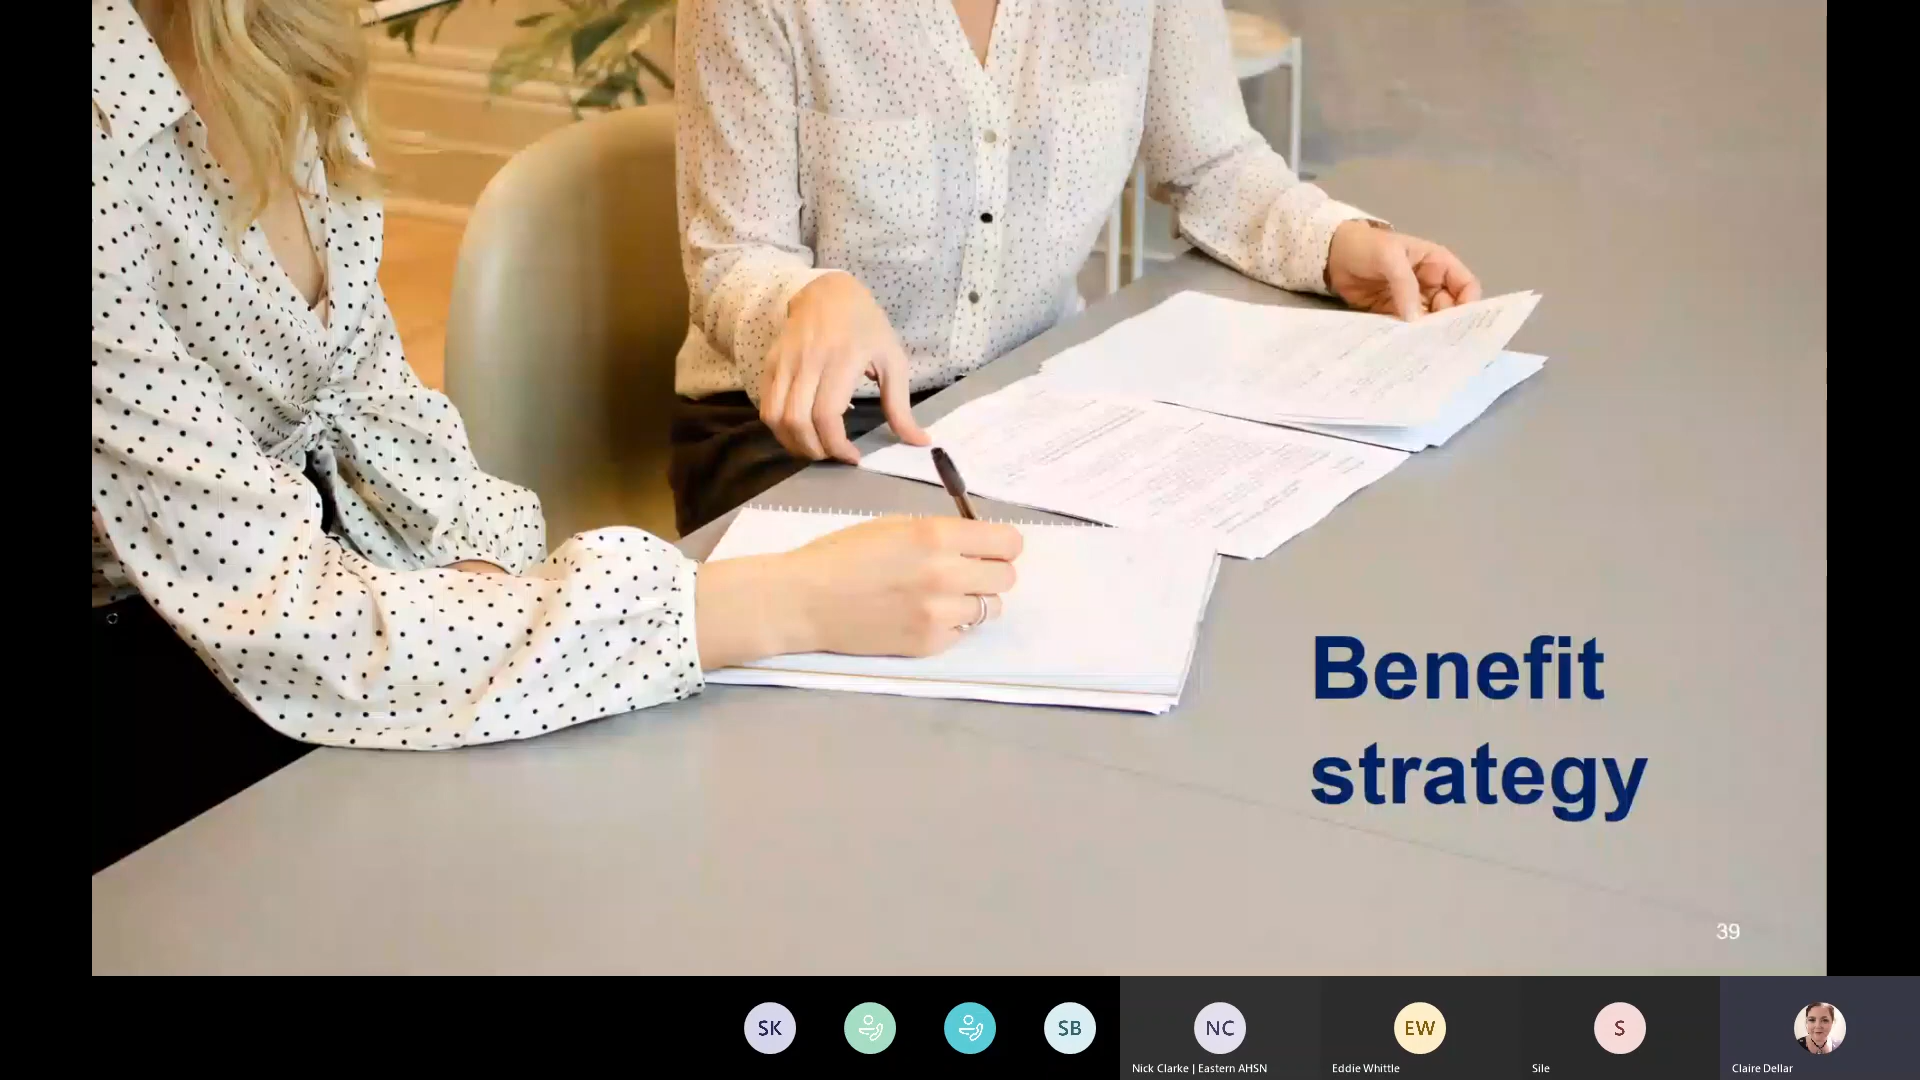 Benefit
strategy
39
SK
SB
NC
EW
S
Nick Clarke | Eastern AHSN
Eddie Whittle
Sile
Claire Dellar